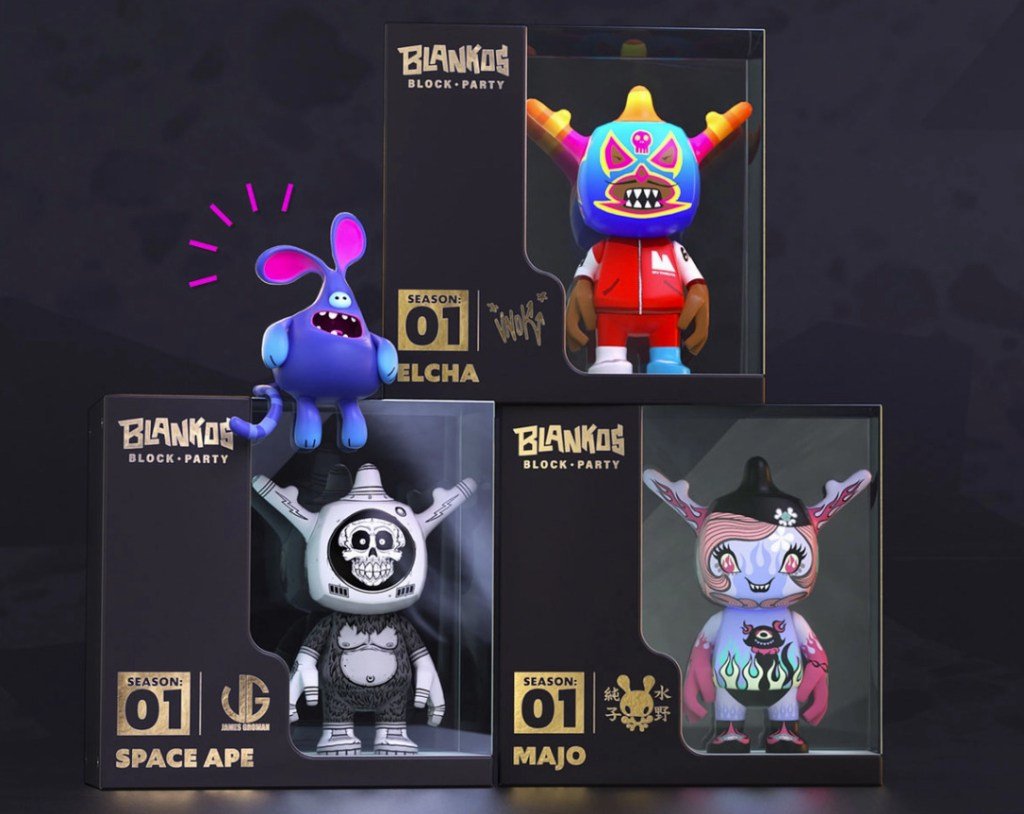 BLANKOS
BLOCK • PARTY
SEASON:
01
ELCHA
BLANKOS
BLOCK • PARTY
SEASON:
01
JG
JAMES GROMAN
SPACE APE
BLANKOS
BLOCK • PARTY
SEASON:
01
水野
純子
MAJO